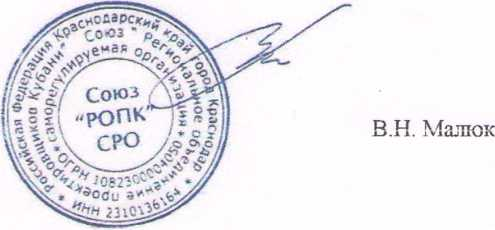 Российская Федерация Краснодарский край город Краснодар
Союз "Региональное объединение проектировщиков Кубани"
саморегулируемая организация
* ОГРН 1082300004050 *
* ИНН 2310136164 *
Союз
"РОПК"
СРО
В.Н. Малюк